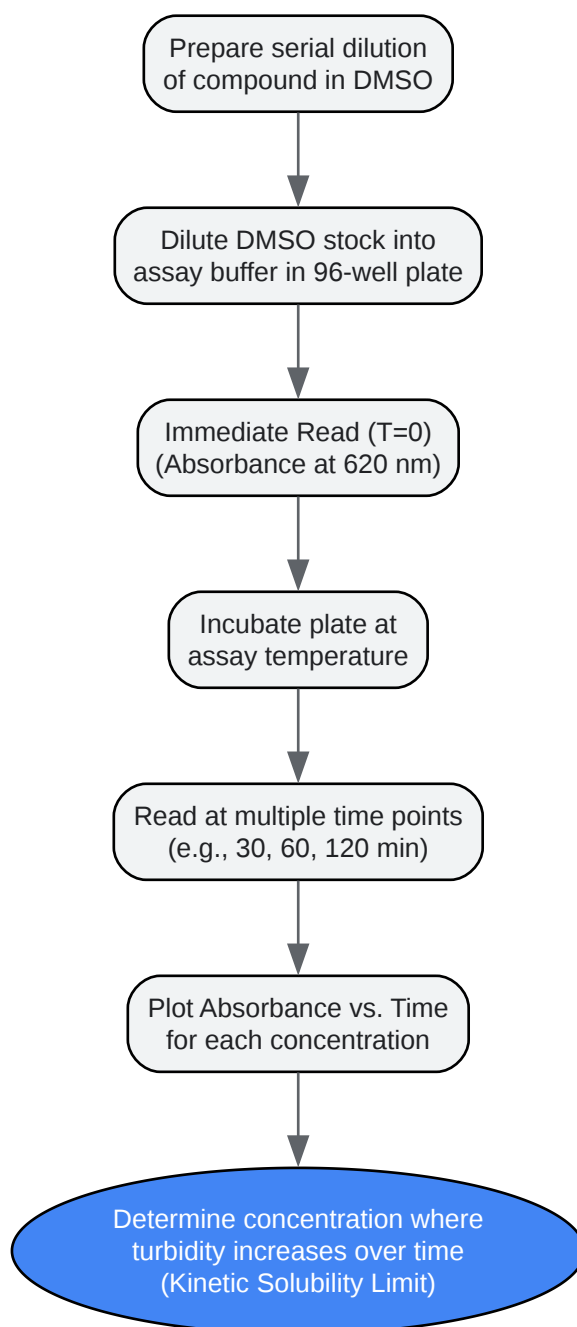 Prepare serial dilution
of compound in DMSO
Dilute DMSO stock into
assay buffer in 96-well plate
Immediate Read (T=0)
(Absorbance at 620 nm)
Incubate plate at
assay temperature
Read at multiple time points
(e.g., 30, 60, 120 min)
Plot Absorbance vs. Time
for each concentration
Determine concentration where
turbidity increases over time
(Kinetic Solubility Limit)